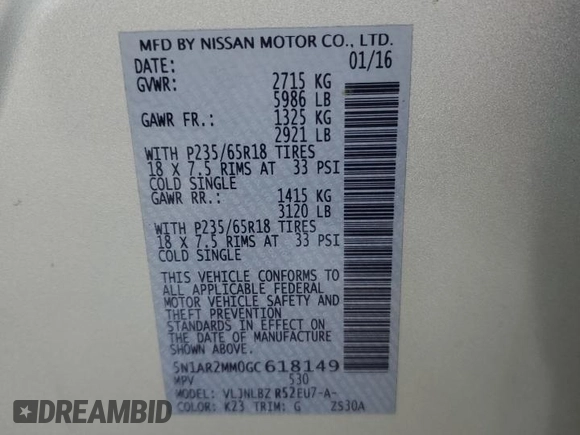 MFD BY NISSAN MOTOR CO., LTD.
DATE: 01/16
GVWR: 2715 KG
5986 LB
GAWR FR.: 1325 KG
2921 LB
WITH P235/65R18 TIRES
18 X 7.5 RIMS AT 33 PSI
COLD SINGLE
GAWR RR.: 1415 KG
3120 LB
WITH P235/65R18 TIRES
18 X 7.5 RIMS AT 33 PSI
COLD SINGLE
THIS VEHICLE CONFORMS TO
ALL APPLICABLE FEDERAL
MOTOR VEHICLE SAFETY AND
THEFT PREVENTION
STANDARDS IN EFFECT ON
THE DATE OF MANUFACTURE
SHOWN ABOVE.
5N1AR2MM0GC618149
MPV 530
MODEL: VLJNLBZ R52EU7-A-
COLOR: K23 TRIM: G ZS30A
DREAMBID
dreambid.com